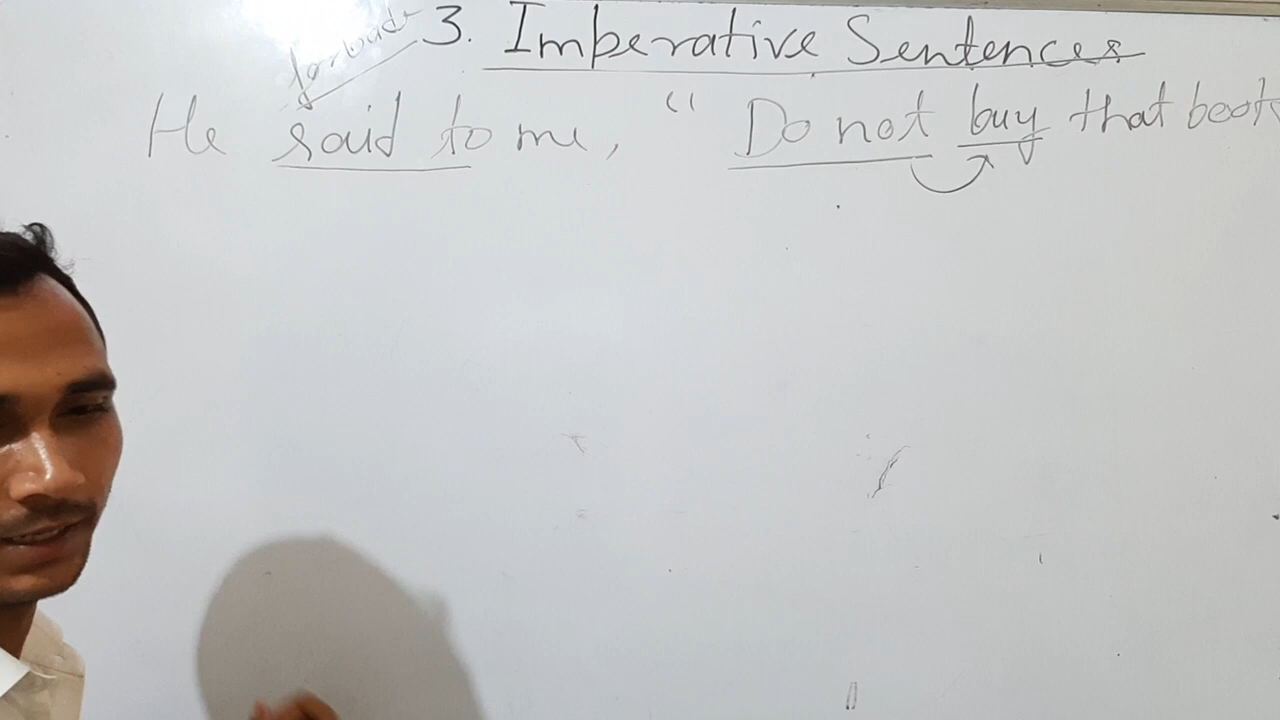 forbade
3. Imperative Sentences
He said to me, " Do not buy that book